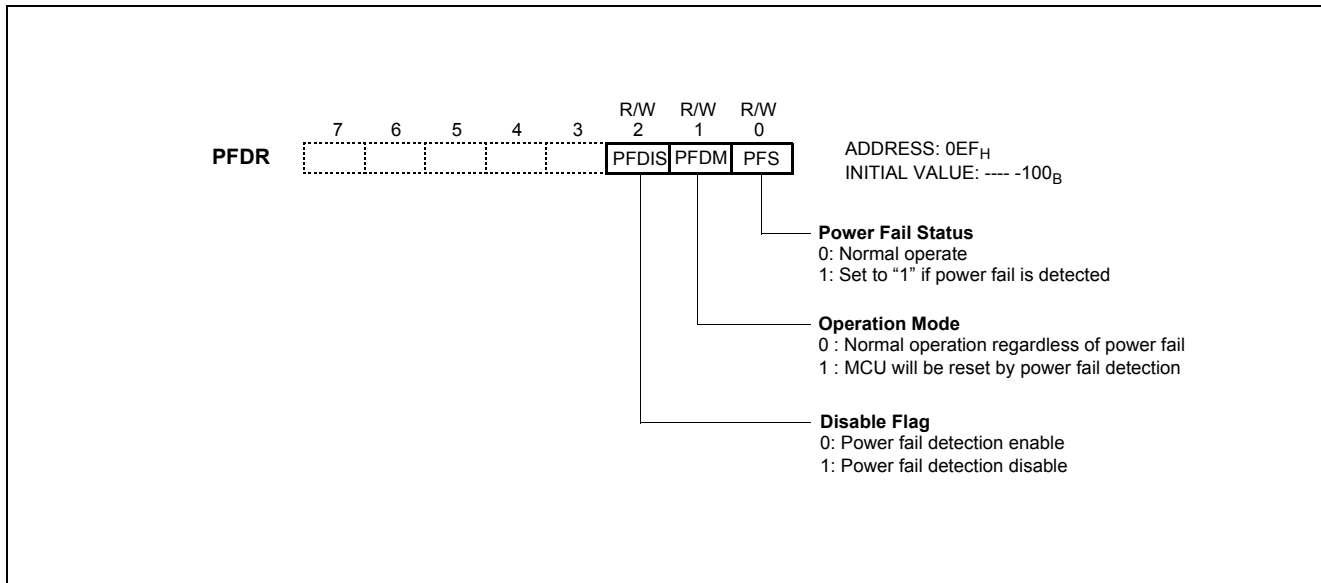 R/W R/W R/W
7 6 5 4 3 2 1 0
PFDR PFDIS PFDM PFS
ADDRESS: 0EFH
INITIAL VALUE: ---- -100B
Power Fail Status
0: Normal operate
1: Set to “1” if power fail is detected
Operation Mode
0 : Normal operation regardless of power fail
1 : MCU will be reset by power fail detection
Disable Flag
0: Power fail detection enable
1: Power fail detection disable